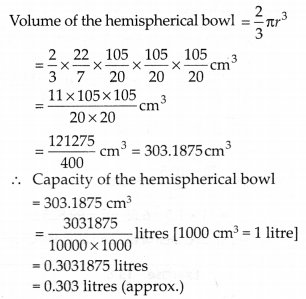 Volume of the hemispherical bowl = 2/3 πr³
= 2/3 × 22/7 × 105/20 × 105/20 × 105/20 cm³
= (11×105×105)/(20×20) cm³
= 121275/400 cm³ = 303.1875 cm³
∴ Capacity of the hemispherical bowl
= 303.1875 cm³
= 3031875/(10000×1000) litres [1000 cm³ = 1 litre]
= 0.3031875 litres
= 0.303 litres (approx.)